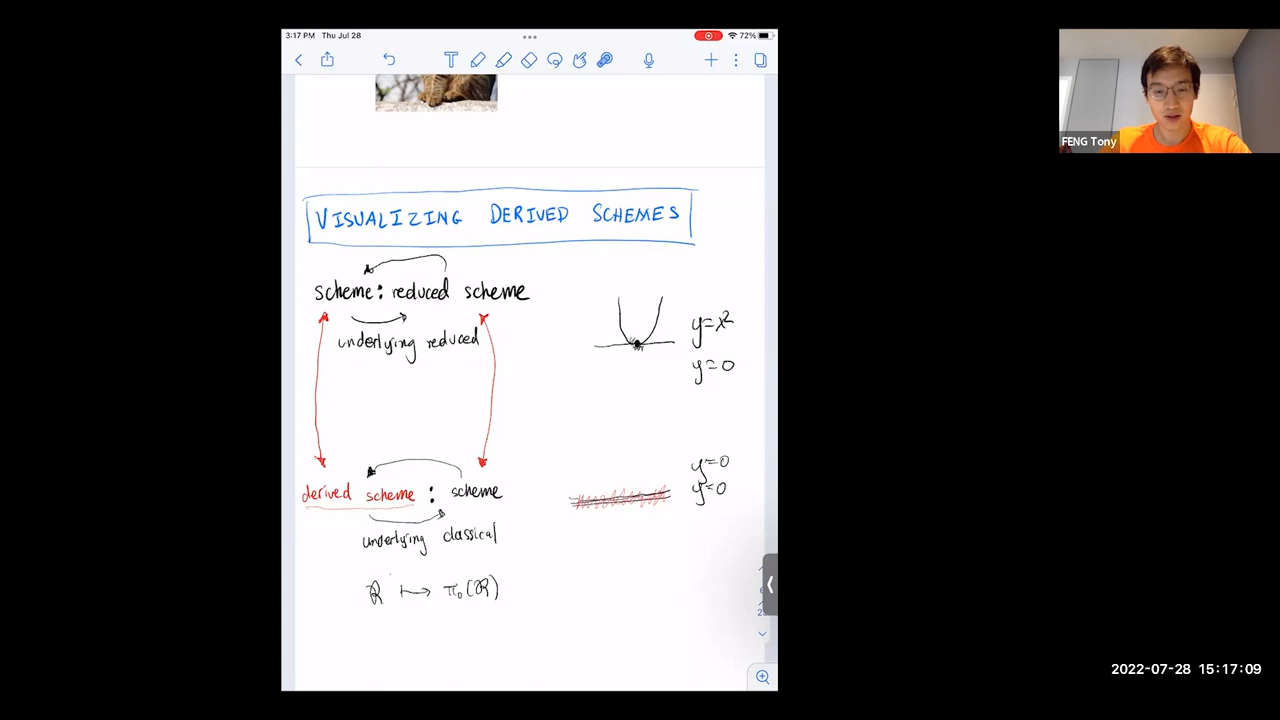 3:17 PM Thu Jul 28
72%
FENG Tony
VISUALIZING DERIVED SCHEMES
scheme: reduced scheme
underlying reduced
y=x²
y=0
derived scheme : scheme
underlying classical
y=0
y=0
R ↦ π₀(R)
2022-07-28 15:17:09